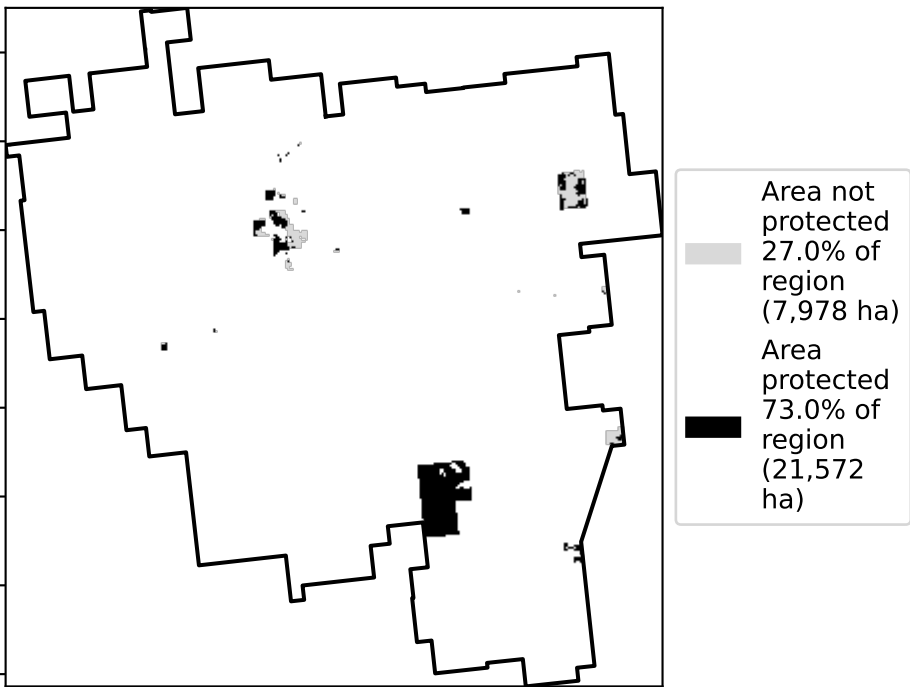 Area not
protected
27.0% of
region
(7,978 ha)
Area
protected
73.0% of
region
(21,572
ha)